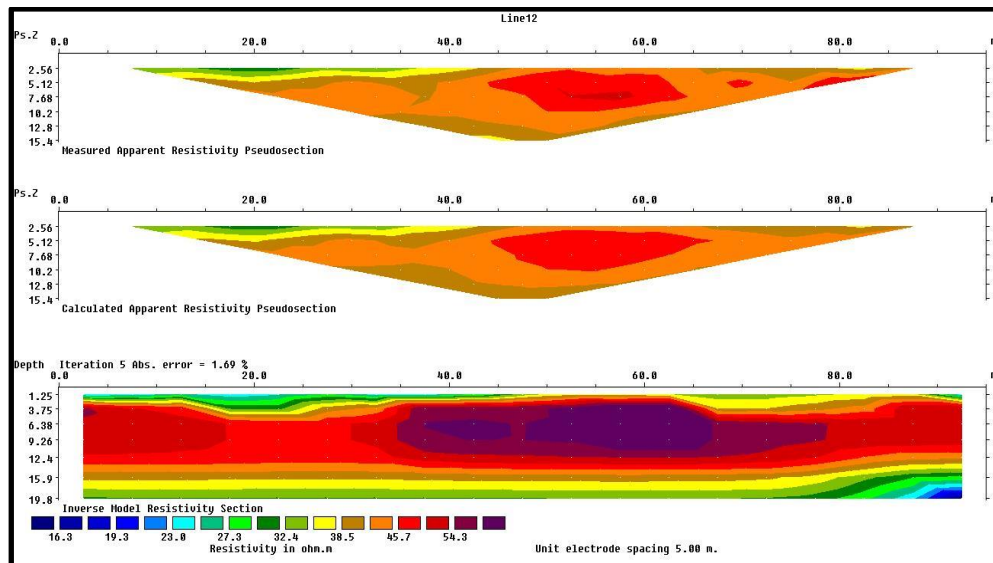 Line12
Ps.Z 0.0 20.0 40.0 60.0 80.0 m
2.56
5.12
7.68
10.2
12.8
15.4
Measured Apparent Resistivity Pseudosection
Ps.Z 0.0 20.0 40.0 60.0 80.0 m
2.56
5.12
7.68
10.2
12.8
15.4
Calculated Apparent Resistivity Pseudosection
Depth Iteration 5 Abs. error = 1.69 %
0.0 20.0 40.0 60.0 80.0 m
1.25
3.75
6.38
9.26
12.4
15.9
19.8
Inverse Model Resistivity Section
16.3 19.3 23.0 27.3 32.4 38.5 45.7 54.3
Resistivity in ohm.m Unit electrode spacing 5.00 m.